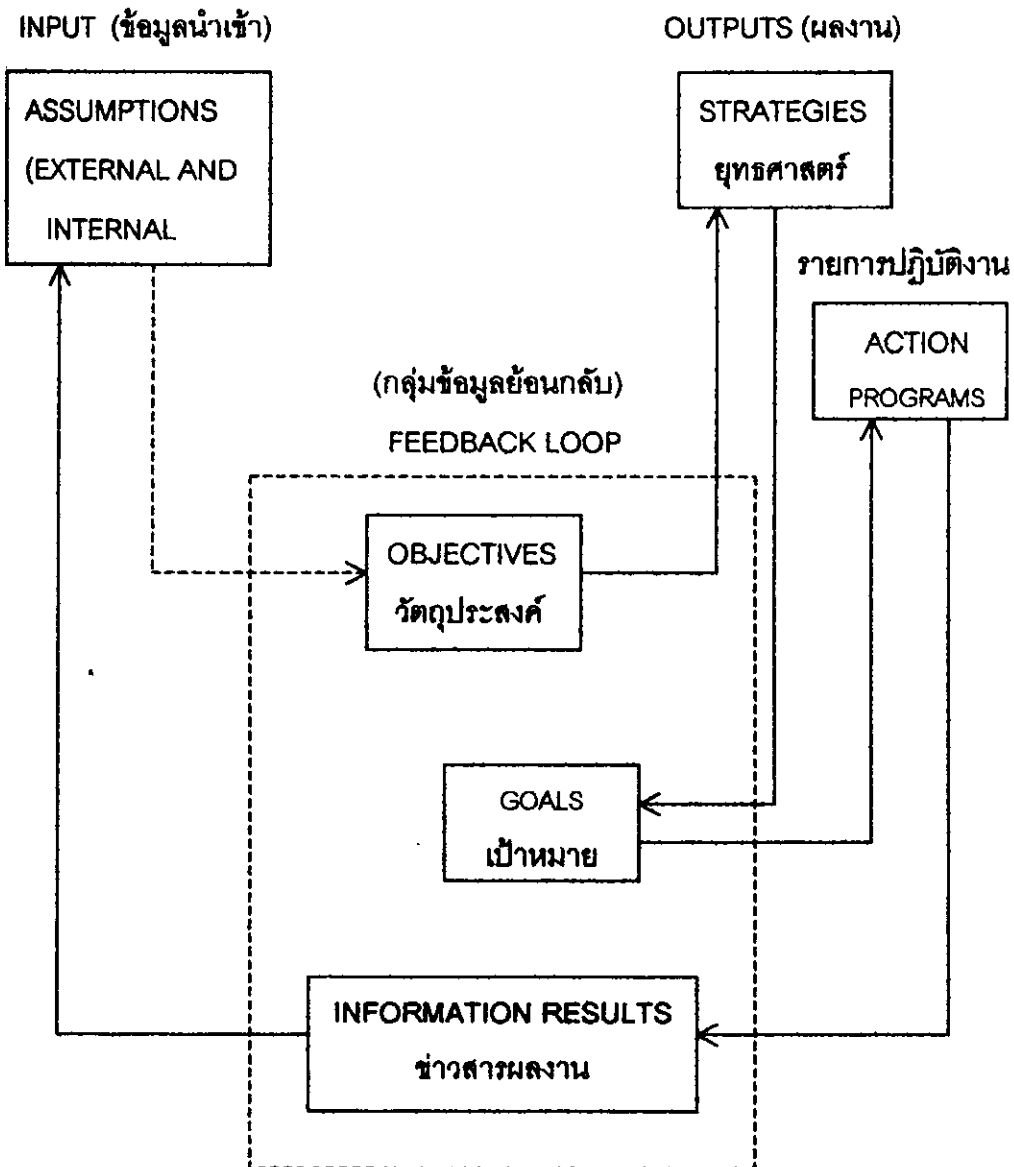 INPUT (ข้อมูลนำเข้า)
OUTPUTS (ผลงาน)
ASSUMPTIONS
(EXTERNAL AND
INTERNAL
STRATEGIES
ยุทธศาสตร์
รายการปฏิบัติงาน
ACTION
PROGRAMS
(กลุ่มข้อมูลย้อนกลับ)
FEEDBACK LOOP
OBJECTIVES
วัตถุประสงค์
GOALS
เป้าหมาย
INFORMATION RESULTS
ข่าวสารผลงาน